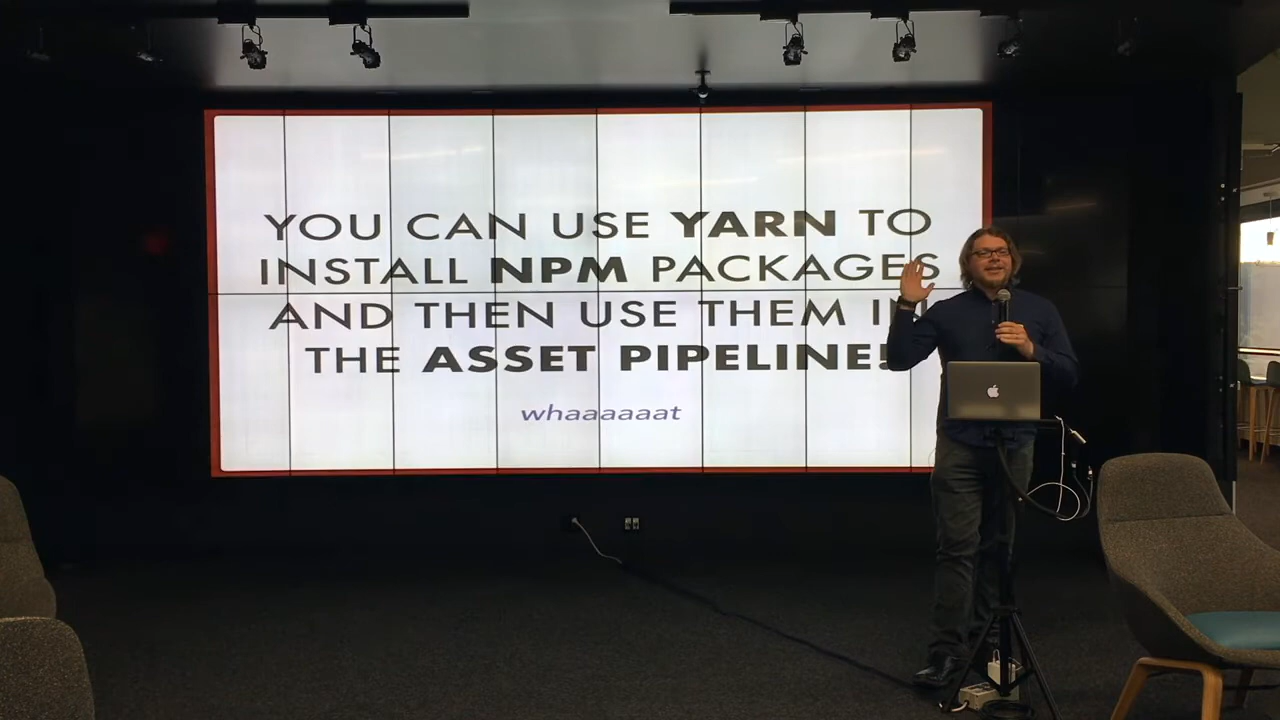 YOU CAN USE YARN TO
INSTALL NPM PACKAGES
AND THEN USE THEM IN
THE ASSET PIPELINE!
whaaaaaat